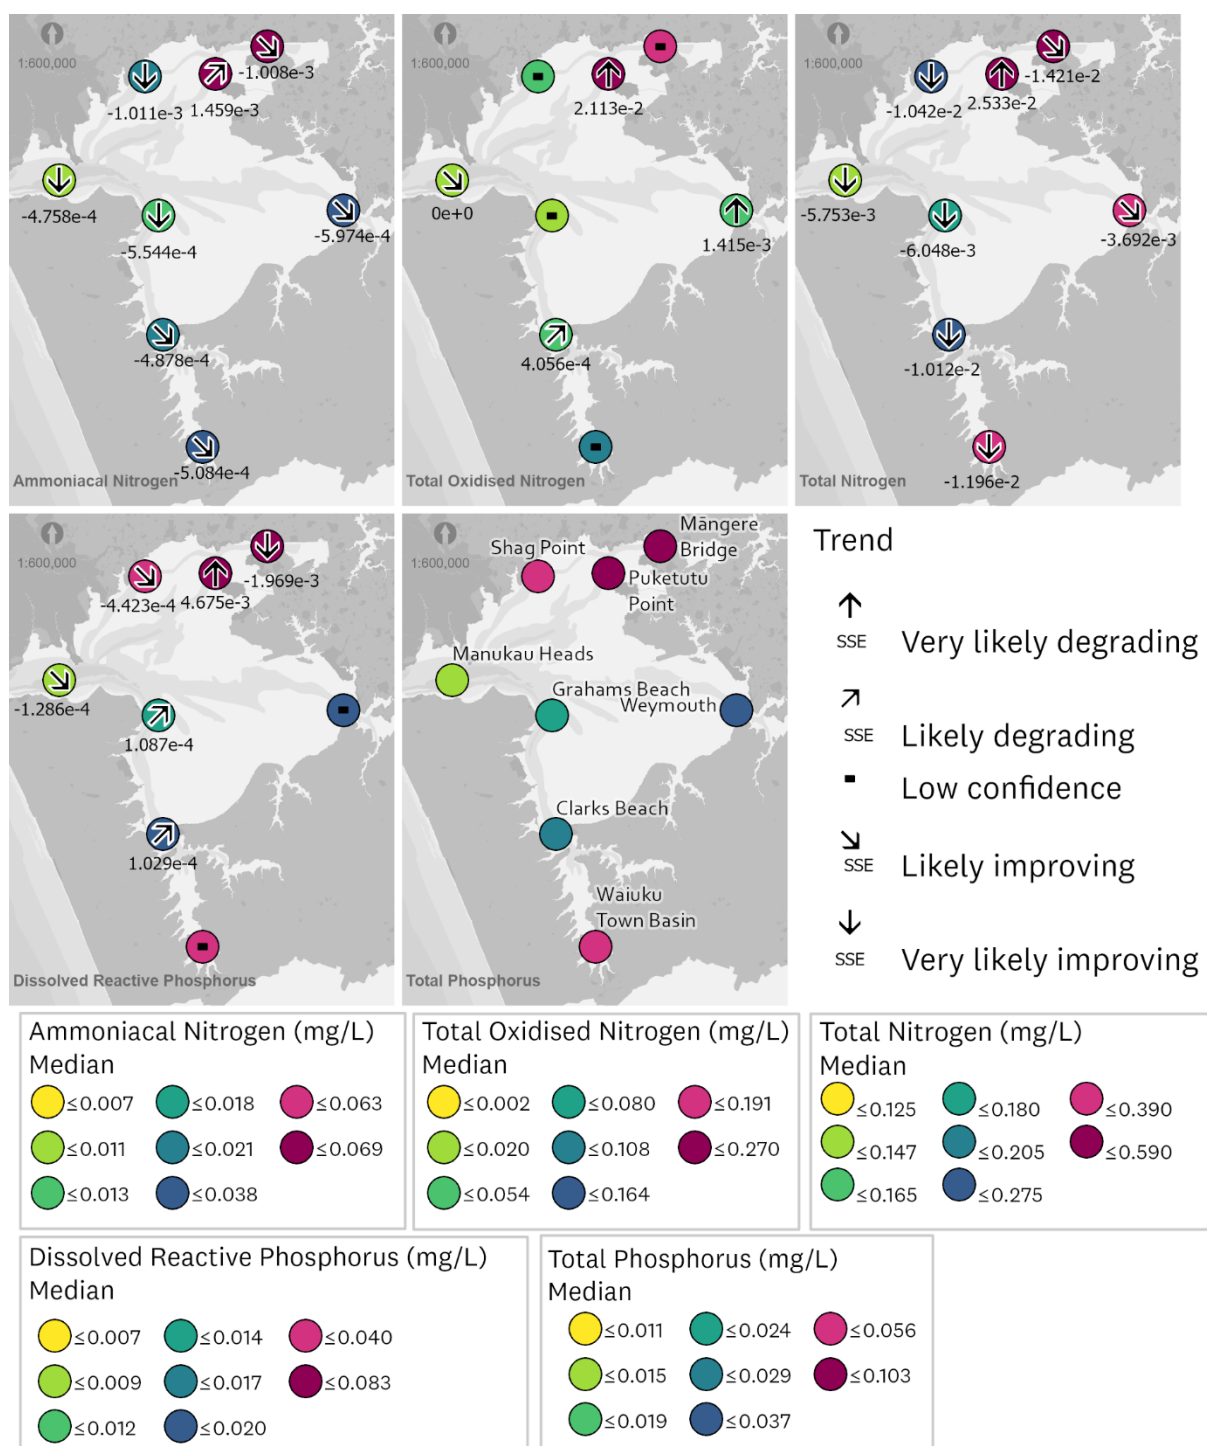 1:600,000
-1.008e-3
-1.011e-3
1.459e-3
-4.758e-4
-5.544e-4
-5.974e-4
-4.878e-4
-5.084e-4
Ammoniacal Nitrogen
2.113e-2
0e+0
1.415e-3
4.056e-4
Total Oxidised Nitrogen
1:600,000
-1.421e-2
-1.042e-2
2.533e-2
-5.753e-3
-6.048e-3
-3.692e-3
-1.012e-2
-1.196e-2
Total Nitrogen
1:600,000
-1.969e-3
-4.423e-4
4.675e-3
-1.286e-4
1.087e-4
1.029e-4
Dissolved Reactive Phosphorus
Māngere
Bridge
Shag Point
Puketutu
Point
Manukau Heads
Grahams Beach
Weymouth
Clarks Beach
Waiuku
Town Basin
Total Phosphorus
Trend
SSE Very likely degrading
SSE Likely degrading
Low confidence
SSE Likely improving
SSE Very likely improving
Ammoniacal Nitrogen (mg/L)
Median
≤0.007 ≤0.018 ≤0.063
≤0.011 ≤0.021 ≤0.069
≤0.013 ≤0.038
Total Oxidised Nitrogen (mg/L)
Median
≤0.002 ≤0.080 ≤0.191
≤0.020 ≤0.108 ≤0.270
≤0.054 ≤0.164
Total Nitrogen (mg/L)
Median
≤0.125 ≤0.180 ≤0.390
≤0.147 ≤0.205 ≤0.590
≤0.165 ≤0.275
Dissolved Reactive Phosphorus (mg/L)
Median
≤0.007 ≤0.014 ≤0.040
≤0.009 ≤0.017 ≤0.083
≤0.012 ≤0.020
Total Phosphorus (mg/L)
Median
≤0.011 ≤0.024 ≤0.056
≤0.015 ≤0.029 ≤0.103
≤0.019 ≤0.037